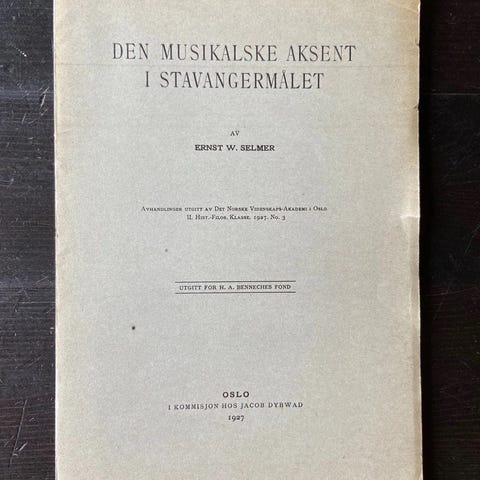 DEN MUSIKALSKE AKSENT
I STAVANGERMÅLET
AV
ERNST W. SELMER
AVHANDLINGER UTGITT AV DET NORSKE VIDENSKAPS-AKADEMI I OSLO
II. HIST.-FILOS. KLASSE. 1927. NO. 3
UTGITT FOR H. A. BENNECHES FOND
OSLO
I KOMMISJON HOS JACOB DYBWAD
1927